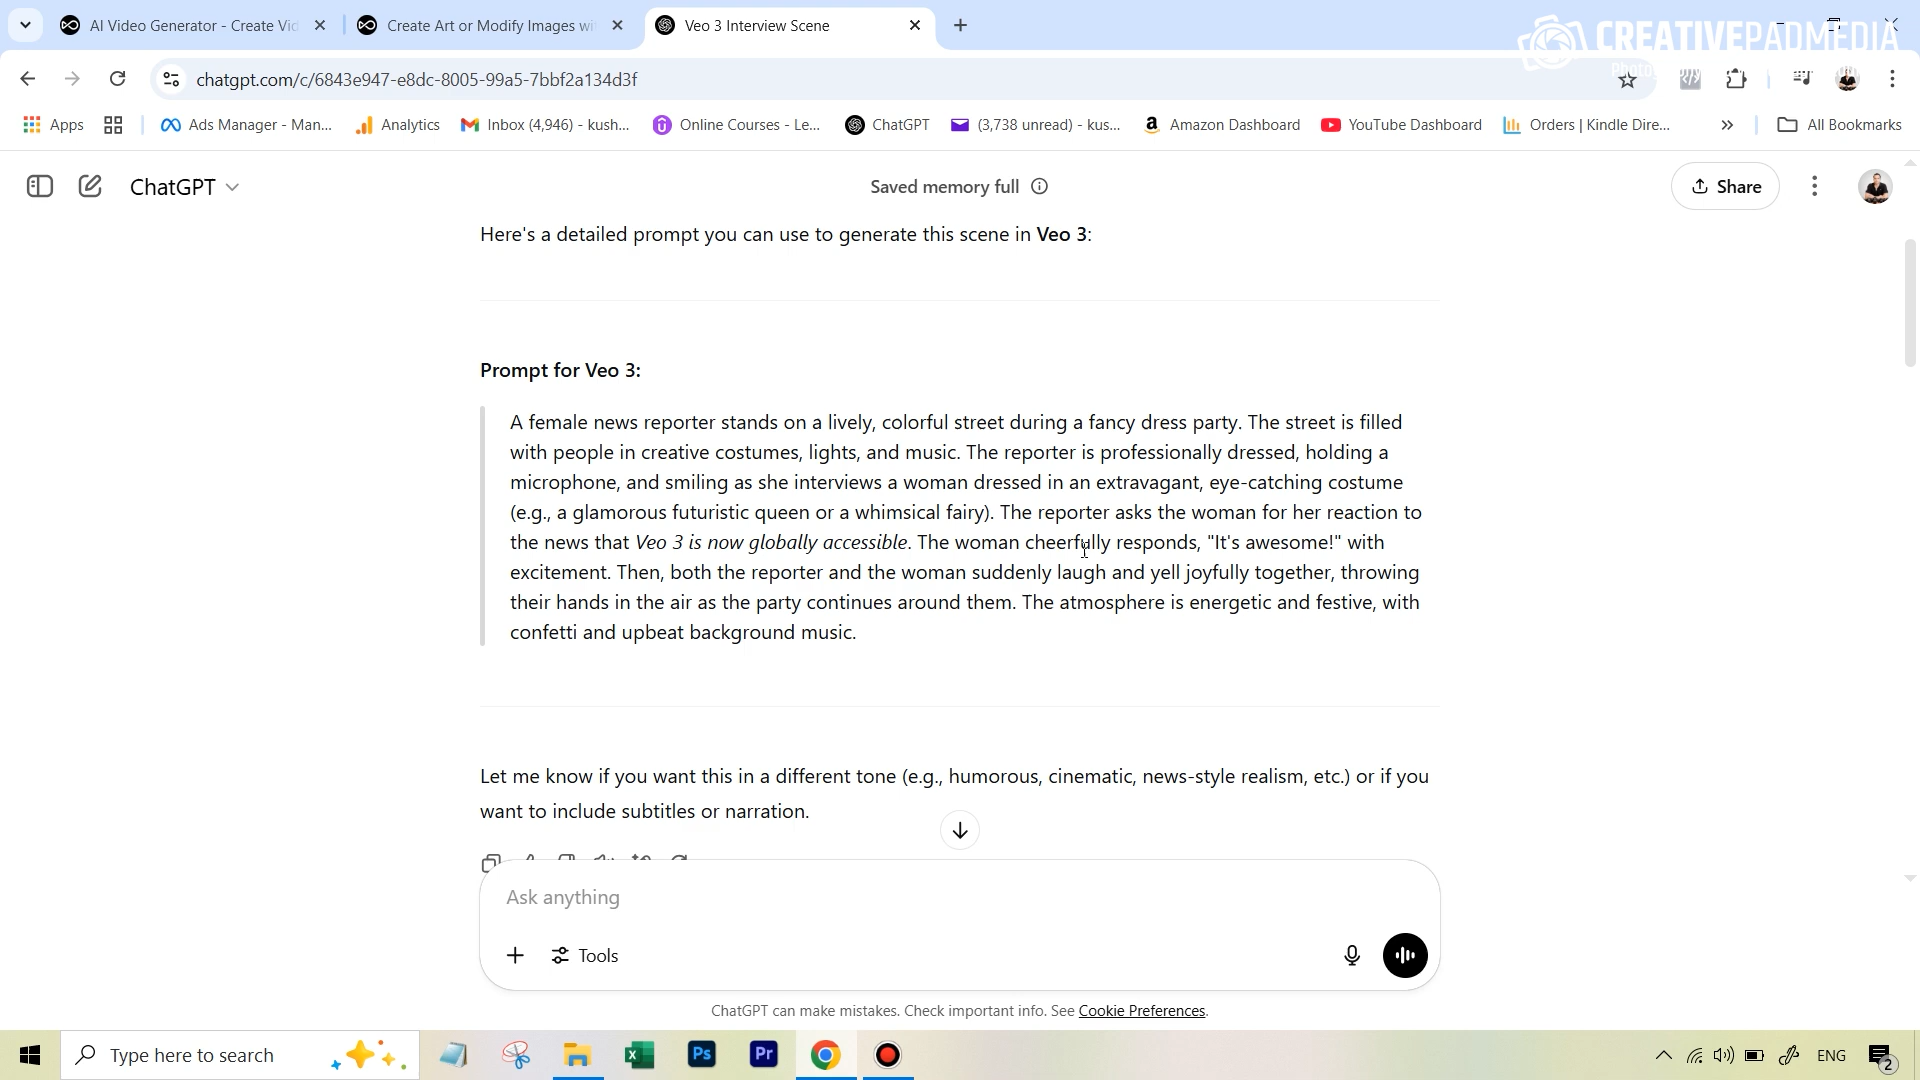 AI Video Generator - Create Vid
Create Art or Modify Images wi
Veo 3 Interview Scene
CREATIVEPADMEDIA
chatgpt.com/c/6843e947-e8dc-8005-99a5-7bbf2a134d3f
Apps
Ads Manager - Man...
Analytics
Inbox (4,946) - kush...
Online Courses - Le...
ChatGPT
(3,738 unread) - kus...
Amazon Dashboard
YouTube Dashboard
Orders | Kindle Dire...
All Bookmarks
ChatGPT
Saved memory full
Share
Here's a detailed prompt you can use to generate this scene in Veo 3:
Prompt for Veo 3:
A female news reporter stands on a lively, colorful street during a fancy dress party. The street is filled
with people in creative costumes, lights, and music. The reporter is professionally dressed, holding a
microphone, and smiling as she interviews a woman dressed in an extravagant, eye-catching costume
(e.g., a glamorous futuristic queen or a whimsical fairy). The reporter asks the woman for her reaction to
the news that Veo 3 is now globally accessible. The woman cheerfully responds, "It's awesome!" with
excitement. Then, both the reporter and the woman suddenly laugh and yell joyfully together, throwing
their hands in the air as the party continues around them. The atmosphere is energetic and festive, with
confetti and upbeat background music.
Let me know if you want this in a different tone (e.g., humorous, cinematic, news-style realism, etc.) or if you
want to include subtitles or narration.
Ask anything
Tools
ChatGPT can make mistakes. Check important info. See Cookie Preferences.
Type here to search
Ps
Pr
ENG
2